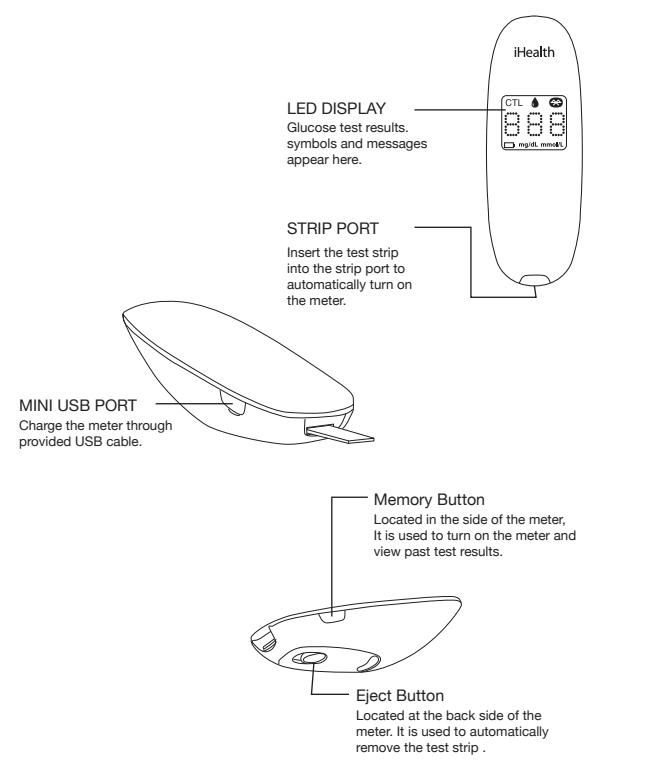 iHealth
CTL
888
mg/dL mmol/L
LED DISPLAY
Glucose test results.
symbols and messages
appear here.
STRIP PORT
Insert the test strip
into the strip port to
automatically turn on
the meter.
MINI USB PORT
Charge the meter through
provided USB cable.
Memory Button
Located in the side of the meter,
It is used to turn on the meter and
view past test results.
Eject Button
Located at the back side of the
meter. It is used to automatically
remove the test strip .